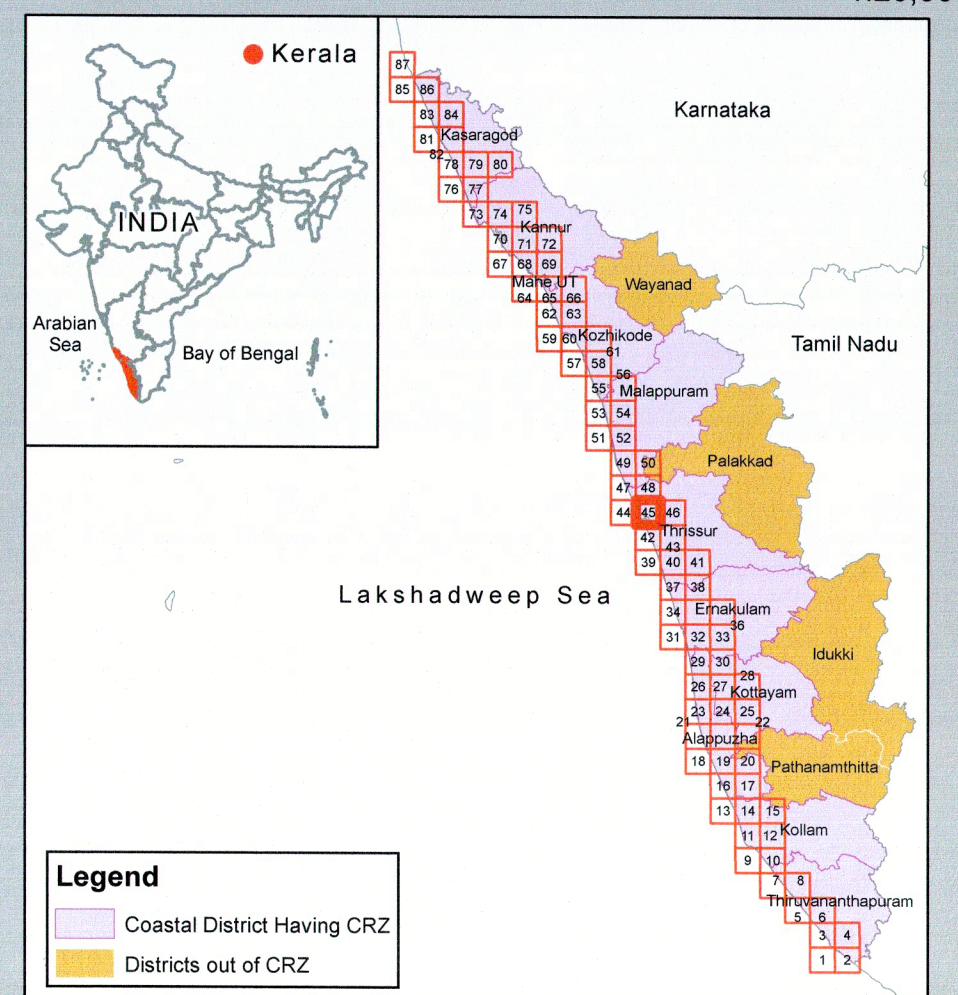 Kerala
INDIA
Arabian
Sea
Bay of Bengal
Karnataka
Tamil Nadu
Lakshadweep Sea
87
85 86
83 84
81 Kasaragod
82
78 79 80
76 77
73 74 75
Kannur
70 71 72
67 68 69
Mahe UT
64 65 66
Wayanad
62 63
59 60 Kozhikode
61
57 58
56
55 Malappuram
53 54
51 52
49 50 Palakkad
47 48
44 45 46
42 Thrissur
43
39 40 41
37 38
34 Ernakulam
36
31 32 33
29 30 Idukki
28
26 27 Kottayam
23 24 25
21 22
Alappuzha
18 19 20 Pathanamthitta
16 17
13 14 15
11 12 Kollam
9 10
7 8
Thiruvananthapuram
5 6
3 4
1 2
Legend
Coastal District Having CRZ
Districts out of CRZ